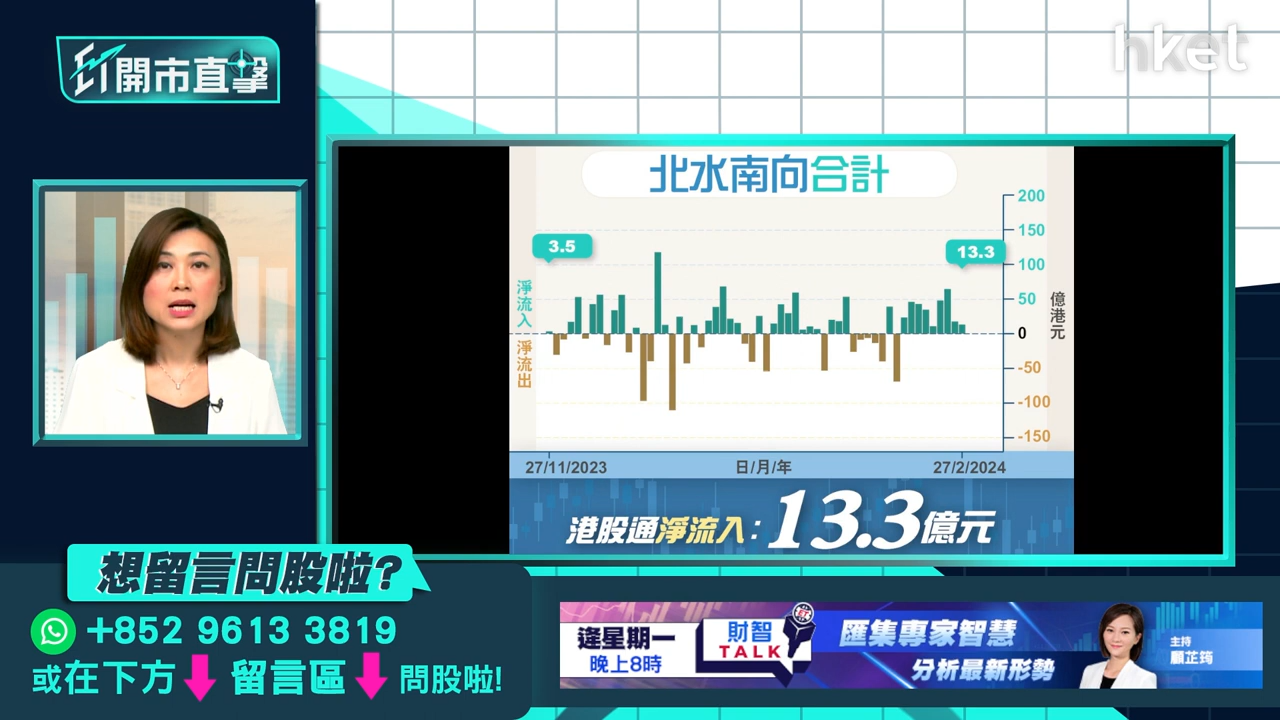 ET開市直擊
hket
北水南向合計
200
150
100
50
0
-50
-100
-150
3.5
13.3
淨流入
淨流出
億港元
27/11/2023
日/月/年
27/2/2024
港股通淨流入：13.3億元
想留言問股啦?
+852 9613 3819
或在下方 留言區 問股啦!
逢星期一
晚上8時
財智
TALK
匯集專家智慧
分析最新形勢
主持
顧芷筠